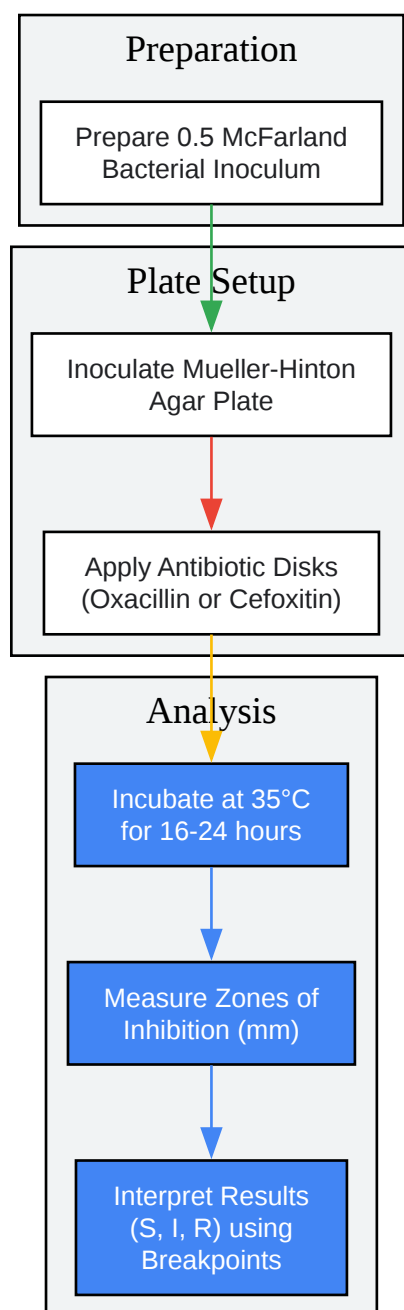 Preparation
Prepare 0.5 McFarland
Bacterial Inoculum
Plate Setup
Inoculate Mueller-Hinton
Agar Plate
Apply Antibiotic Disks
(Oxacillin or Cefoxitin)
Analysis
Incubate at 35°C
for 16-24 hours
Measure Zones of
Inhibition (mm)
Interpret Results
(S, I, R) using
Breakpoints